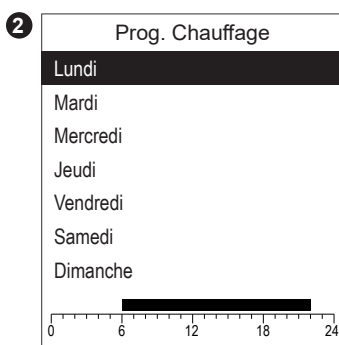 2
Prog. Chauffage
Lundi
Mardi
Mercredi
Jeudi
Vendredi
Samedi
Dimanche
0 6 12 18 24